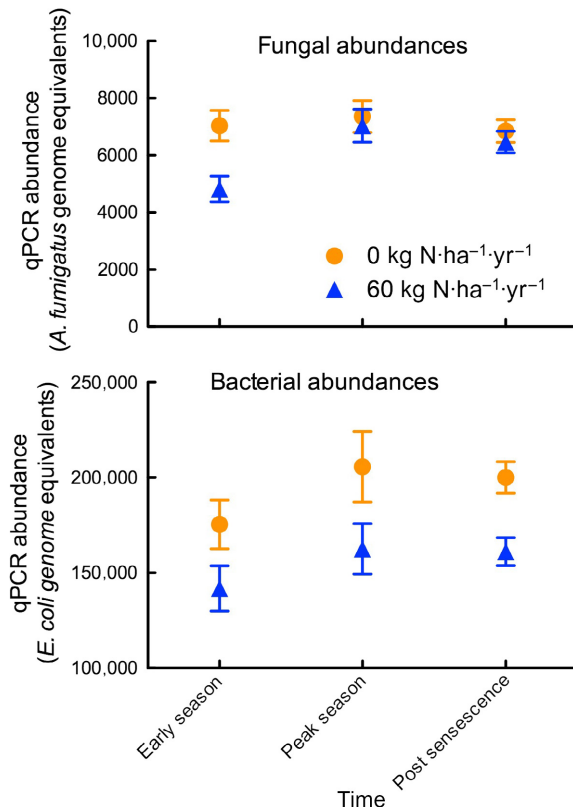 Fungal abundances
qPCR abundance
(A. fumigatus genome equivalents)
10,000
8000
6000
4000
2000
0
0 kg N·ha⁻¹·yr⁻¹
60 kg N·ha⁻¹·yr⁻¹
Bacterial abundances
qPCR abundance
(E. coli genome equivalents)
250,000
200,000
150,000
100,000
Early season
Peak season
Post sensescence
Time